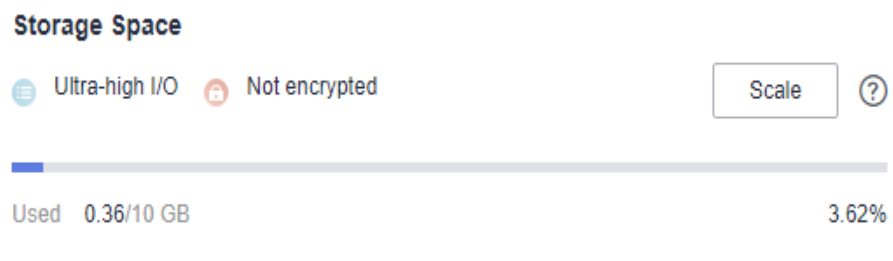 Storage Space
Ultra-high I/O Not encrypted Scale ?
Used 0.36/10 GB 3.62%